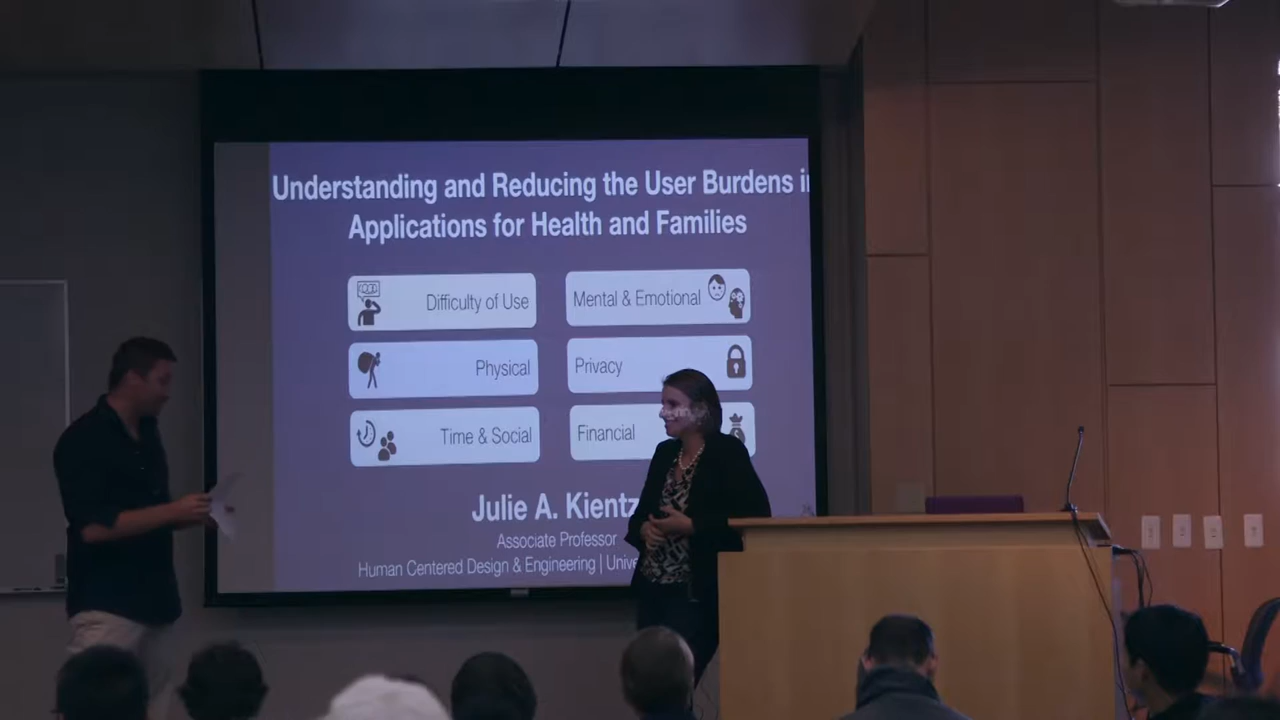 Understanding and Reducing the User Burdens
Applications for Health and Families
Difficulty of Use
Mental & Emotional
Physical
Privacy
Time & Social
Financial
Julie A. Kientz
Associate Professor
Human Centered Design & Engineering |